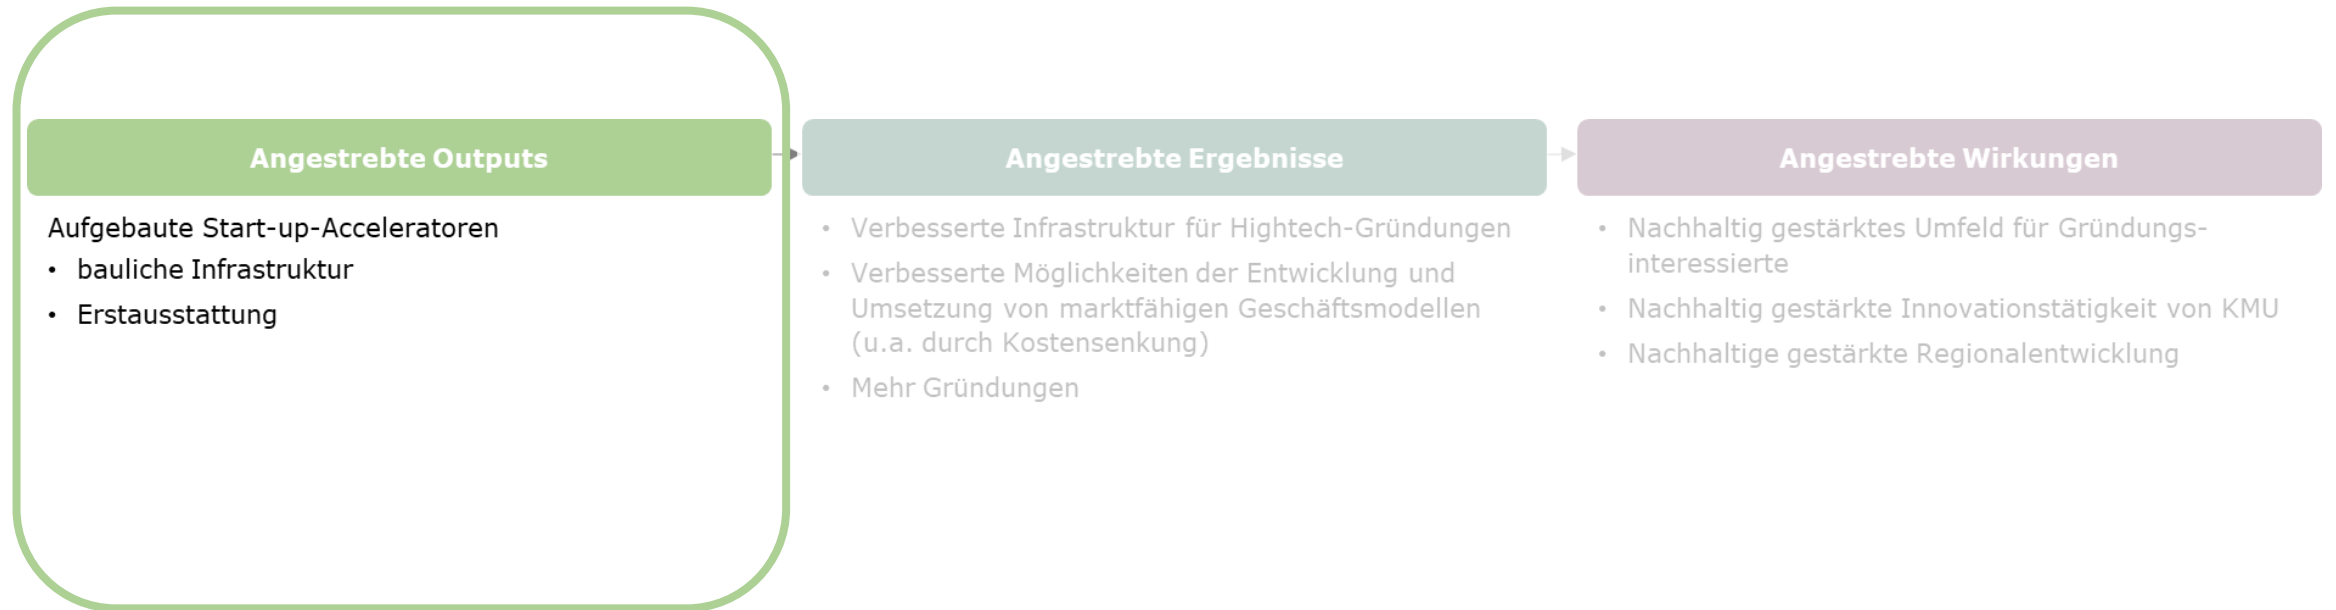 Angestrebte Outputs
Aufgebaute Start-up-Acceleratoren
• bauliche Infrastruktur
• Erstausstattung
Angestrebte Ergebnisse
• Verbesserte Infrastruktur für Hightech-Gründungen
• Verbesserte Möglichkeiten der Entwicklung und
Umsetzung von marktfähigen Geschäftsmodellen
(u.a. durch Kostensenkung)
• Mehr Gründungen
Angestrebte Wirkungen
• Nachhaltig gestärktes Umfeld für Gründungs-
interessierte
• Nachhaltig gestärkte Innovationstätigkeit von KMU
• Nachhaltige gestärkte Regionalentwicklung